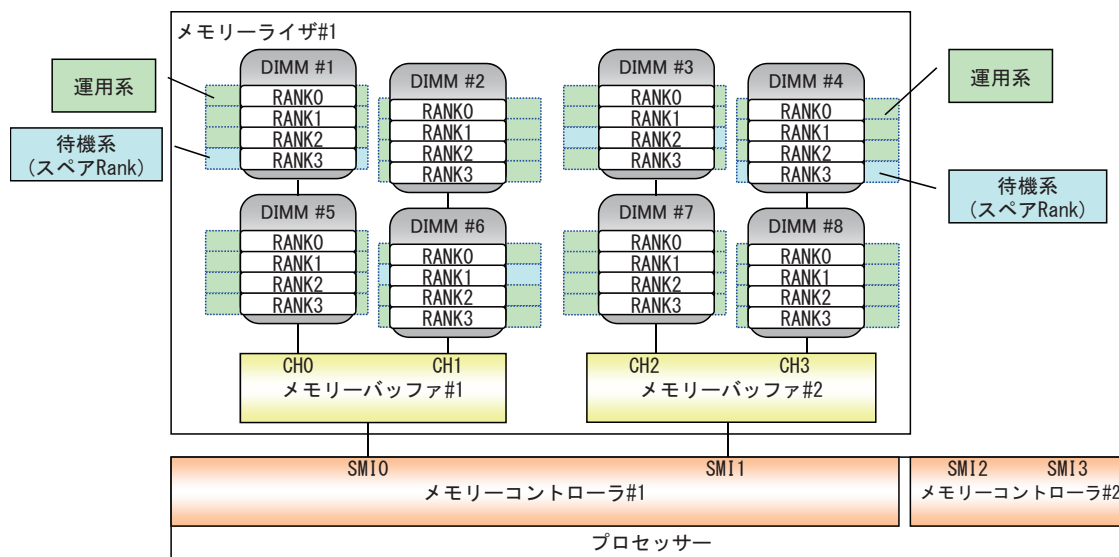 メモリーライザ#1
運用系
待機系
(スペアRank)
DIMM #1
RANK0
RANK1
RANK2
RANK3
DIMM #2
RANK0
RANK1
RANK2
RANK3
DIMM #3
RANK0
RANK1
RANK2
RANK3
DIMM #4
RANK0
RANK1
RANK2
RANK3
運用系
待機系
(スペアRank)
DIMM #5
RANK0
RANK1
RANK2
RANK3
DIMM #6
RANK0
RANK1
RANK2
RANK3
DIMM #7
RANK0
RANK1
RANK2
RANK3
DIMM #8
RANK0
RANK1
RANK2
RANK3
CH0 CH1
メモリーバッファ#1
CH2 CH3
メモリーバッファ#2
SMI0 SMI1
メモリーコントローラ#1
SMI2 SMI3
メモリーコントローラ#2
プロセッサー